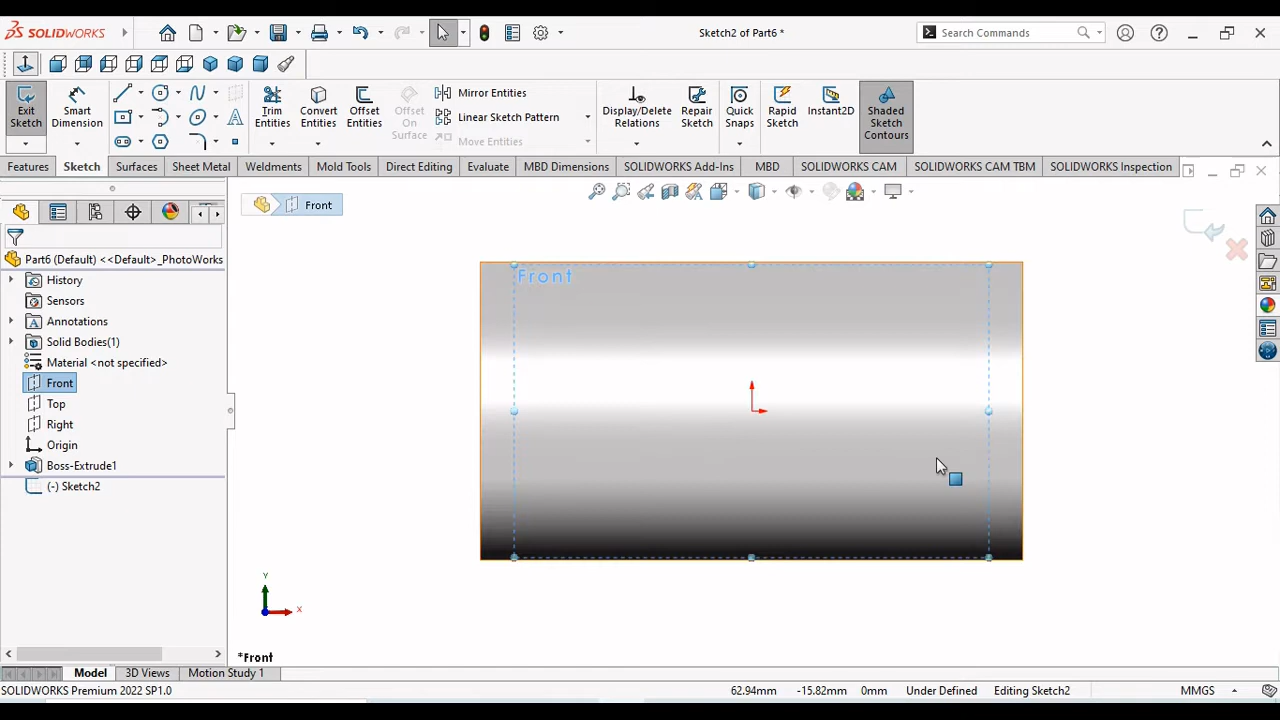 SOLIDWORKS
Sketch2 of Part6 *
Search Commands
Exit Sketch
Smart Dimension
Trim Entities
Convert Entities
Offset Entities
Offset On Surface
Mirror Entities
Linear Sketch Pattern
Move Entities
Display/Delete Relations
Repair Sketch
Quick Snaps
Rapid Sketch
Instant2D
Shaded Sketch Contours
Features
Sketch
Surfaces
Sheet Metal
Weldments
Mold Tools
Direct Editing
Evaluate
MBD Dimensions
SOLIDWORKS Add-Ins
MBD
SOLIDWORKS CAM
SOLIDWORKS CAM TBM
SOLIDWORKS Inspection
Front
Part6 (Default) <<Default>_PhotoWorks
History
Sensors
Annotations
Solid Bodies(1)
Material <not specified>
Front
Top
Right
Origin
Boss-Extrude1
(-) Sketch2
Front
Y
X
*Front
Model
3D Views
Motion Study 1
SOLIDWORKS Premium 2022 SP1.0
62.94mm
-15.82mm
0mm
Under Defined
Editing Sketch2
MMGS